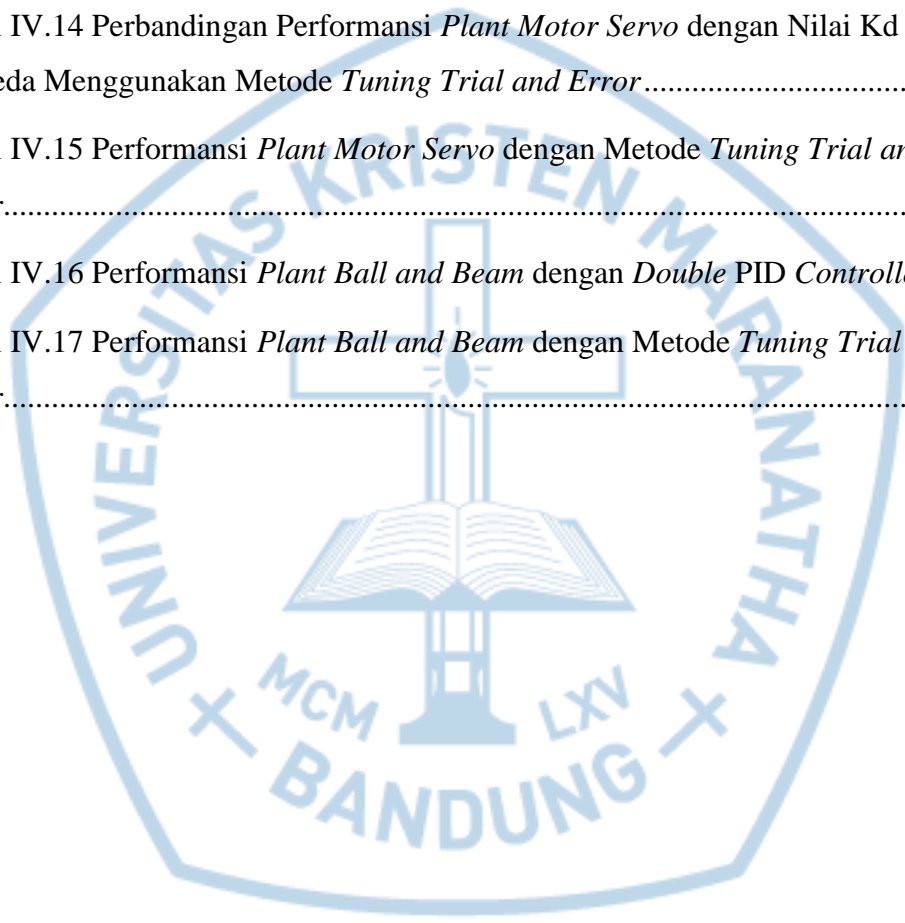 IV.14 Perbandingan Performansi Plant Motor Servo dengan Nilai Kd
eda Menggunakan Metode Tuning Trial and Error........................................
IV.15 Performansi Plant Motor Servo dengan Metode Tuning Trial an
r....................................................................................................................
IV.16 Performansi Plant Ball and Beam dengan Double PID Controlle
IV.17 Performansi Plant Ball and Beam dengan Metode Tuning Trial
r....................................................................................................................
UNIVERSITAS KRISTEN MARANATHA
MCM LXV
BANDUNG